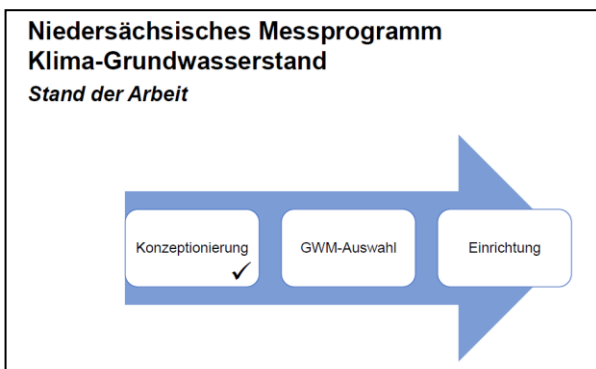 Niedersächsisches Messprogramm
Klima-Grundwasserstand
Stand der Arbeit
Konzeptionierung
GWM-Auswahl
Einrichtung